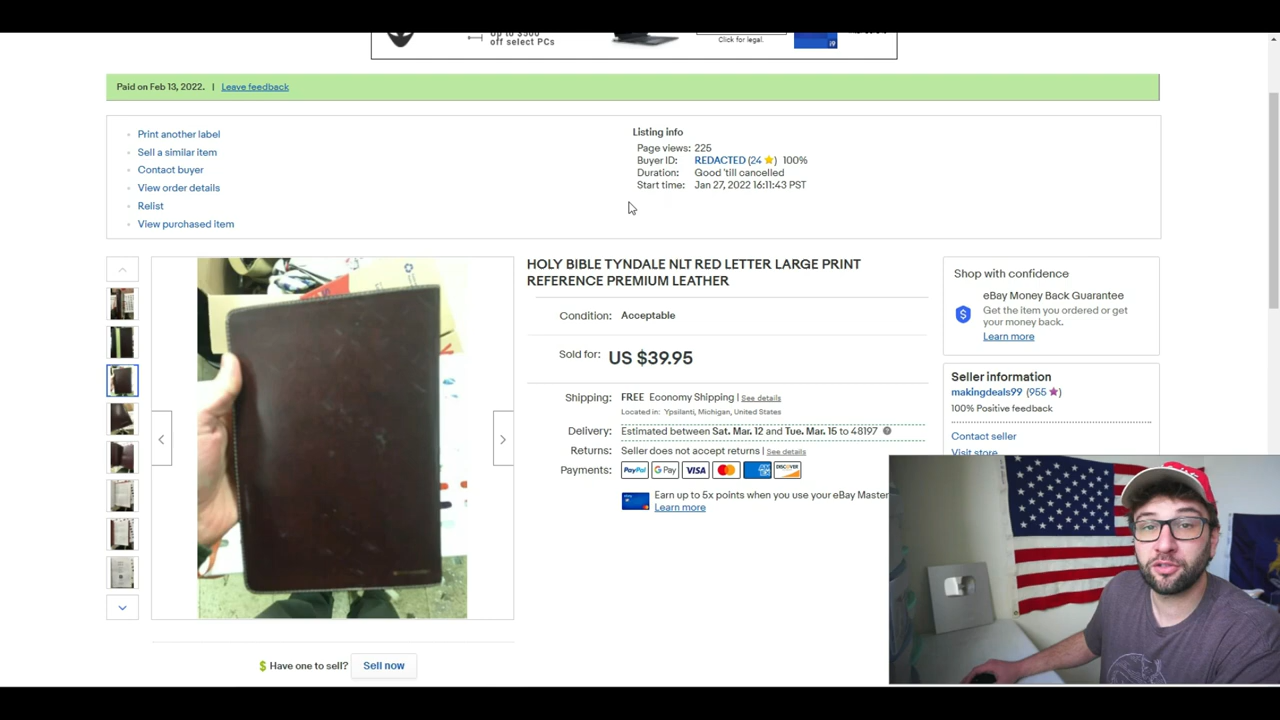 off select PCs
Click for legal.
Paid on Feb 13, 2022. | Leave feedback
Print another label
Sell a similar item
Contact buyer
View order details
Relist
View purchased item
Listing info
Page views: 225
Buyer ID: REDACTED (24 ) 100%
Duration: Good 'till cancelled
Start time: Jan 27, 2022 16:11:43 PST
HOLY BIBLE TYNDALE NLT RED LETTER LARGE PRINT
REFERENCE PREMIUM LEATHER
Condition: Acceptable
Sold for: US $39.95
Shipping: FREE Economy Shipping | See details
Located in: Ypsilanti, Michigan, United States
Delivery: Estimated between Sat. Mar. 12 and Tue. Mar. 15 to 48197
Returns: Seller does not accept returns | See details
Payments: PayPal G Pay VISA DISCOVER
Earn up to 5x points when you use your eBay Master
Learn more
Shop with confidence
eBay Money Back Guarantee
Get the item you ordered or get
your money back.
Learn more
Seller information
makingdeals99 (955 )
100% Positive feedback
Contact seller
Visit store
$ Have one to sell? Sell now